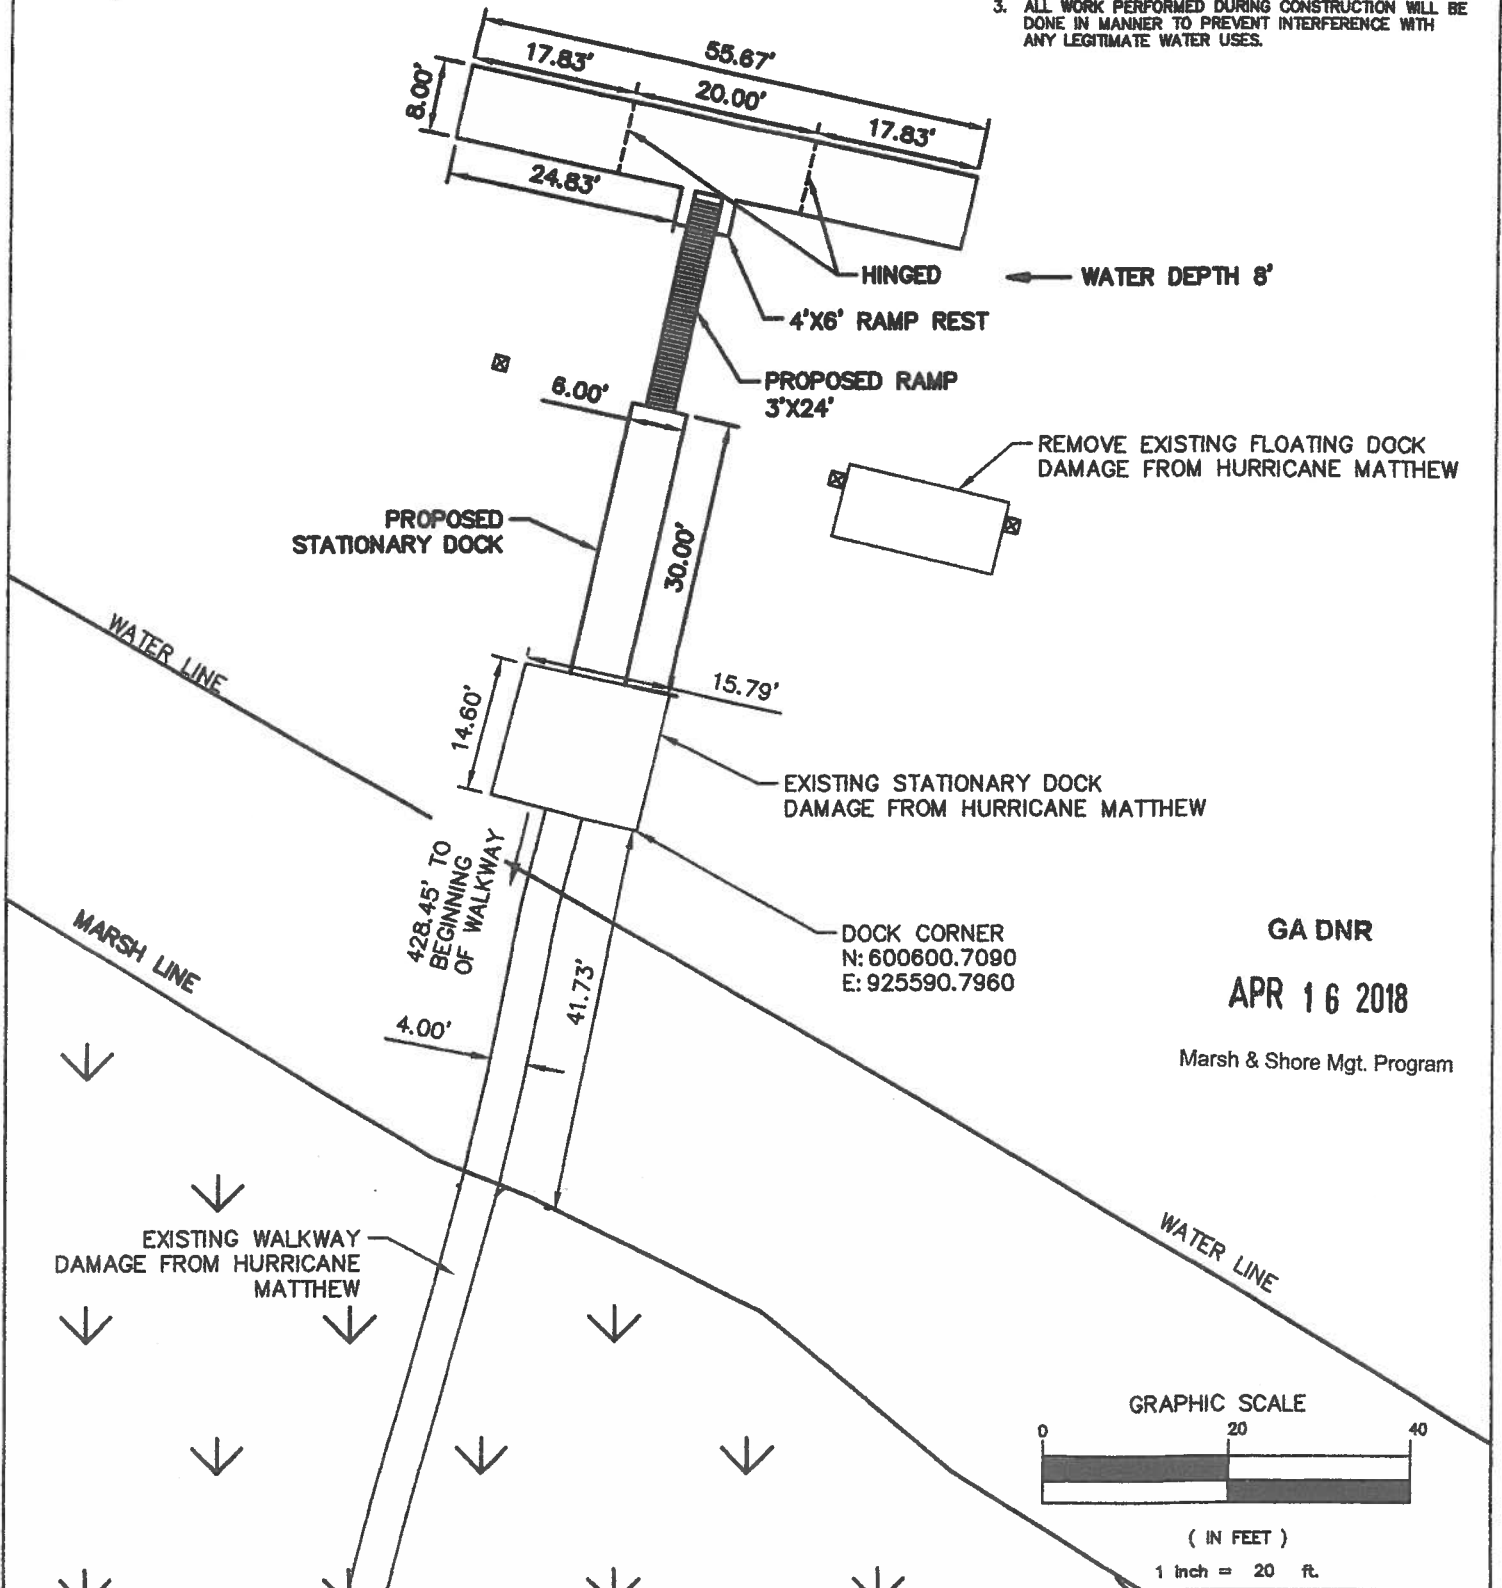 3. ALL WORK PERFORMED DURING CONSTRUCTION WILL BE
DONE IN MANNER TO PREVENT INTERFERENCE WITH
ANY LEGITIMATE WATER USES.
55.67'
17.83'
20.00'
17.83'
8.00'
24.83'
HINGED
WATER DEPTH 8'
4'X6' RAMP REST
PROPOSED RAMP
3'X24'
6.00'
REMOVE EXISTING FLOATING DOCK
DAMAGE FROM HURRICANE MATTHEW
PROPOSED
STATIONARY DOCK
30.00'
WATER LINE
15.79'
14.60'
EXISTING STATIONARY DOCK
DAMAGE FROM HURRICANE MATTHEW
428.45' TO
BEGINNING
OF WALKWAY
DOCK CORNER
N: 600600.7090
E: 925590.7960
GA DNR
APR 16 2018
Marsh & Shore Mgt. Program
MARSH LINE
41.73'
4.00'
EXISTING WALKWAY
DAMAGE FROM HURRICANE
MATTHEW
WATER LINE
GRAPHIC SCALE
0 20 40
( IN FEET )
1 inch = 20 ft.